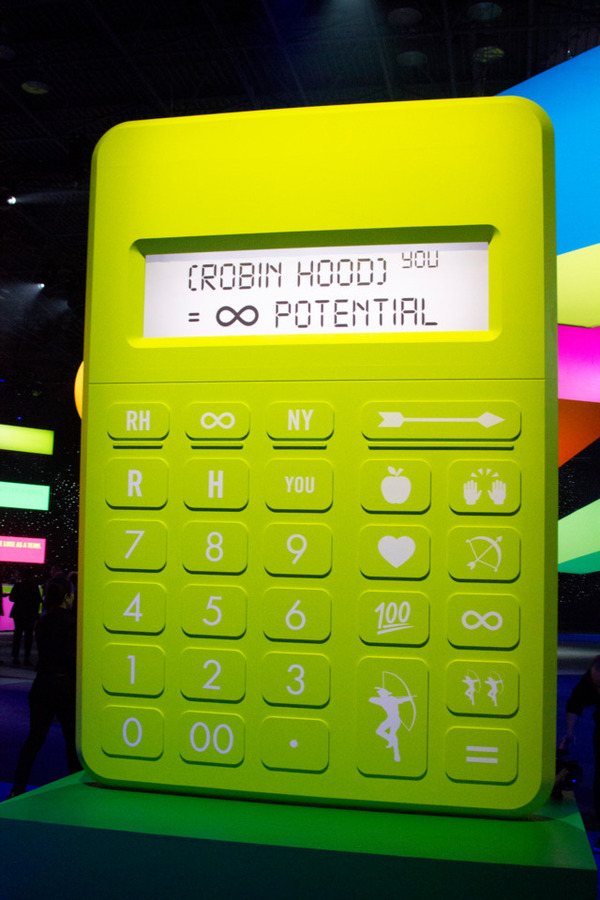 (ROBIN HOOD) YOU
= ∞ POTENTIAL
RH ∞ NY
R H YOU
7 8 9
4 5 6 100 ∞
1 2 3
0 00 . =